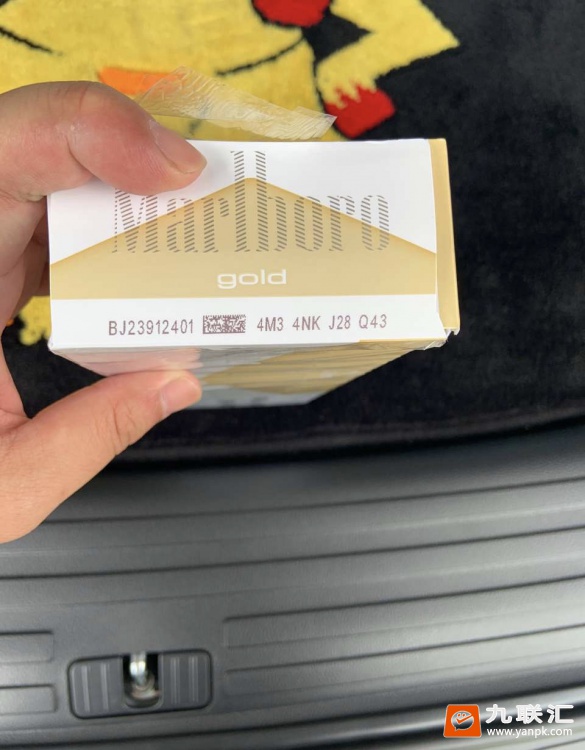 Marlboro
gold
BJ23912401 4M3 4NK J28 Q43
九联汇
www.yanpk.com